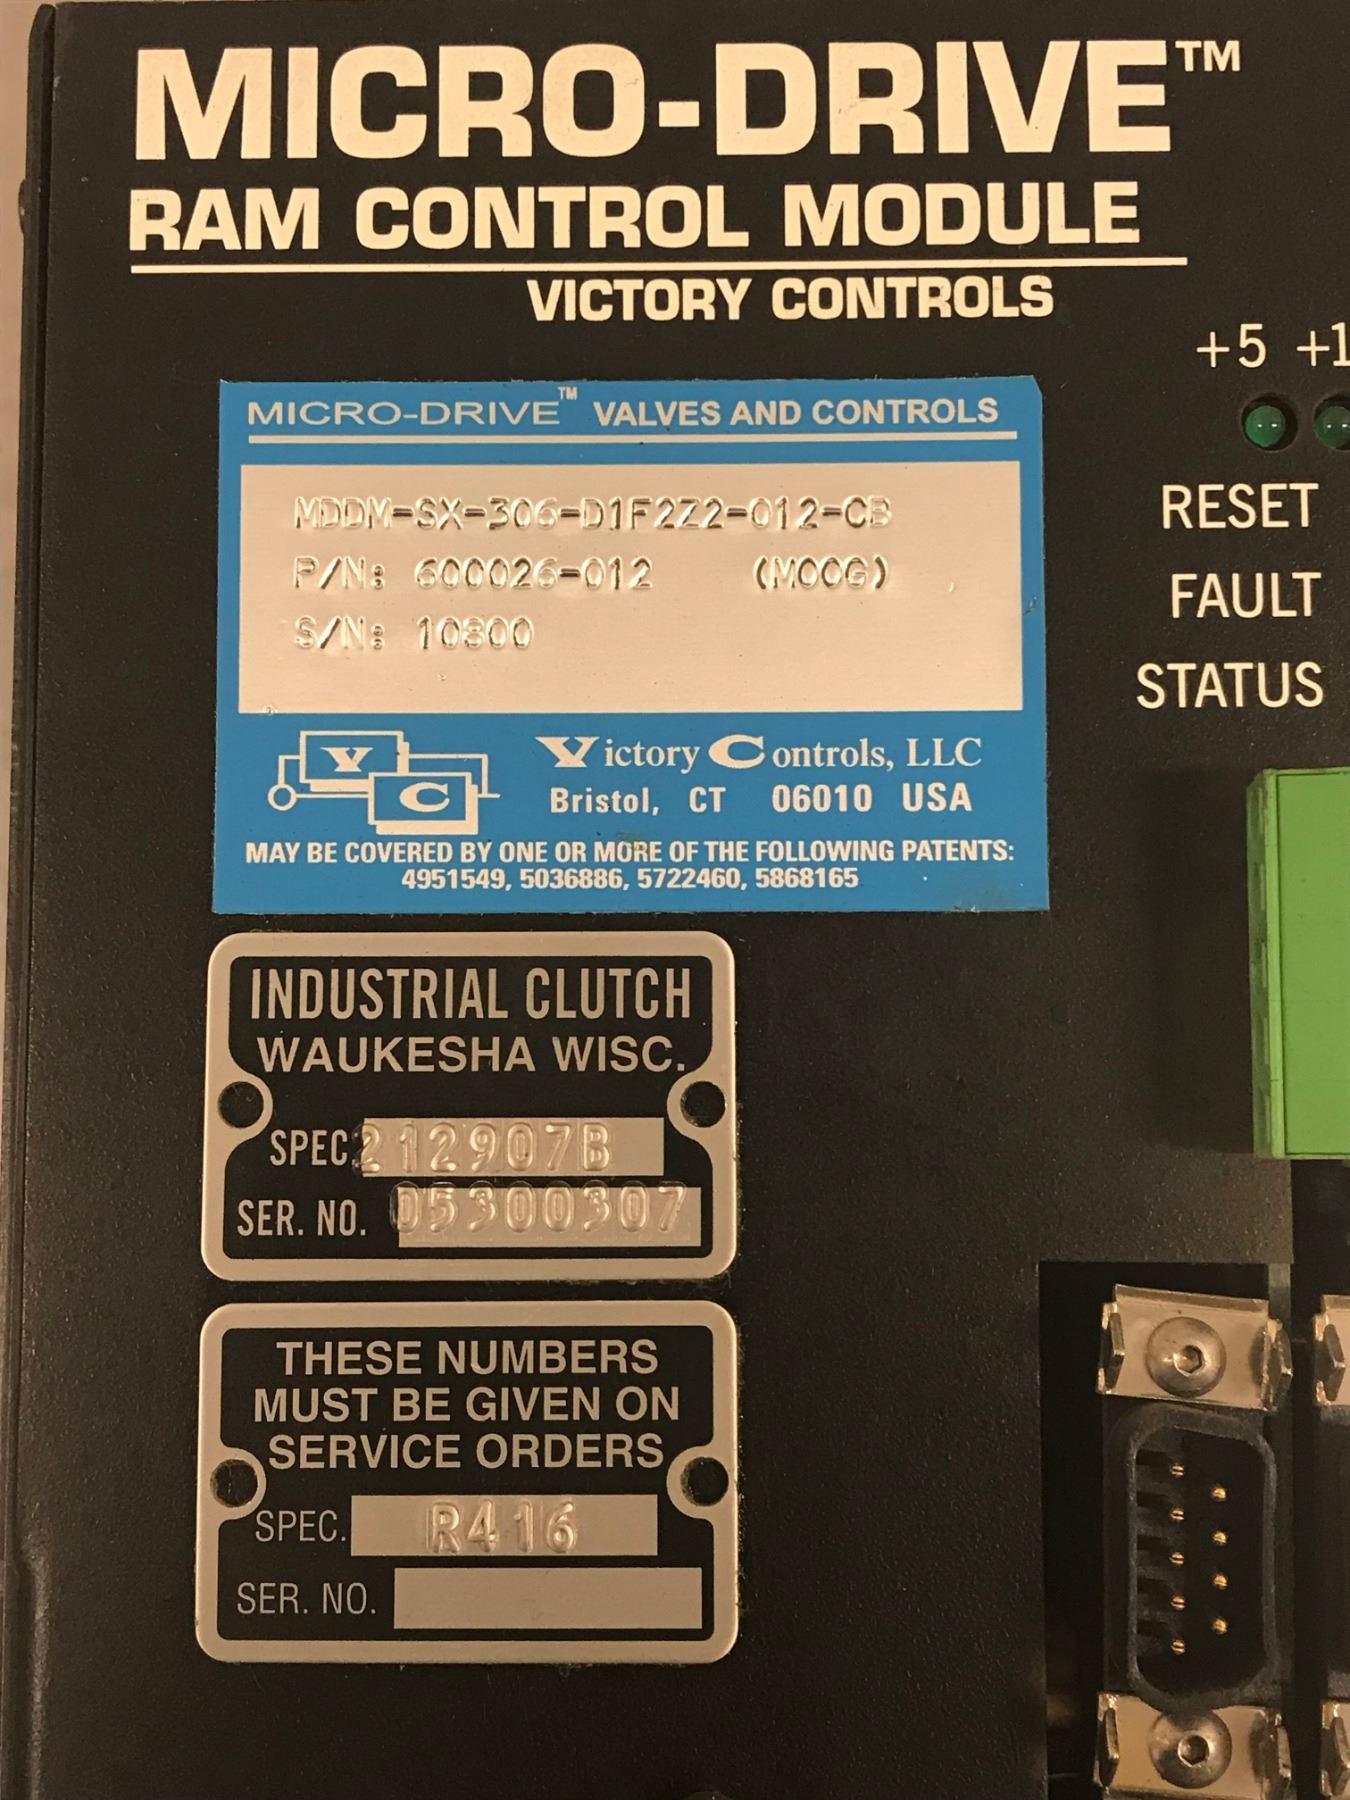 MICRO-DRIVE™
RAM CONTROL MODULE
VICTORY CONTROLS
+5 +1
MICRO-DRIVE™ VALVES AND CONTROLS
MDDM-SX-306-D1F2Z2-012-CB
P/N: 600026-012 (MOOG)
S/N: 10800
RESET
FAULT
STATUS
V
C
Victory Controls, LLC
Bristol, CT 06010 USA
MAY BE COVERED BY ONE OR MORE OF THE FOLLOWING PATENTS:
4951549, 5036886, 5722460, 5868165
INDUSTRIAL CLUTCH
WAUKESHA WISC.
SPEC. 212907B
SER. NO. 05300307
THESE NUMBERS
MUST BE GIVEN ON
SERVICE ORDERS
SPEC. R416
SER. NO.